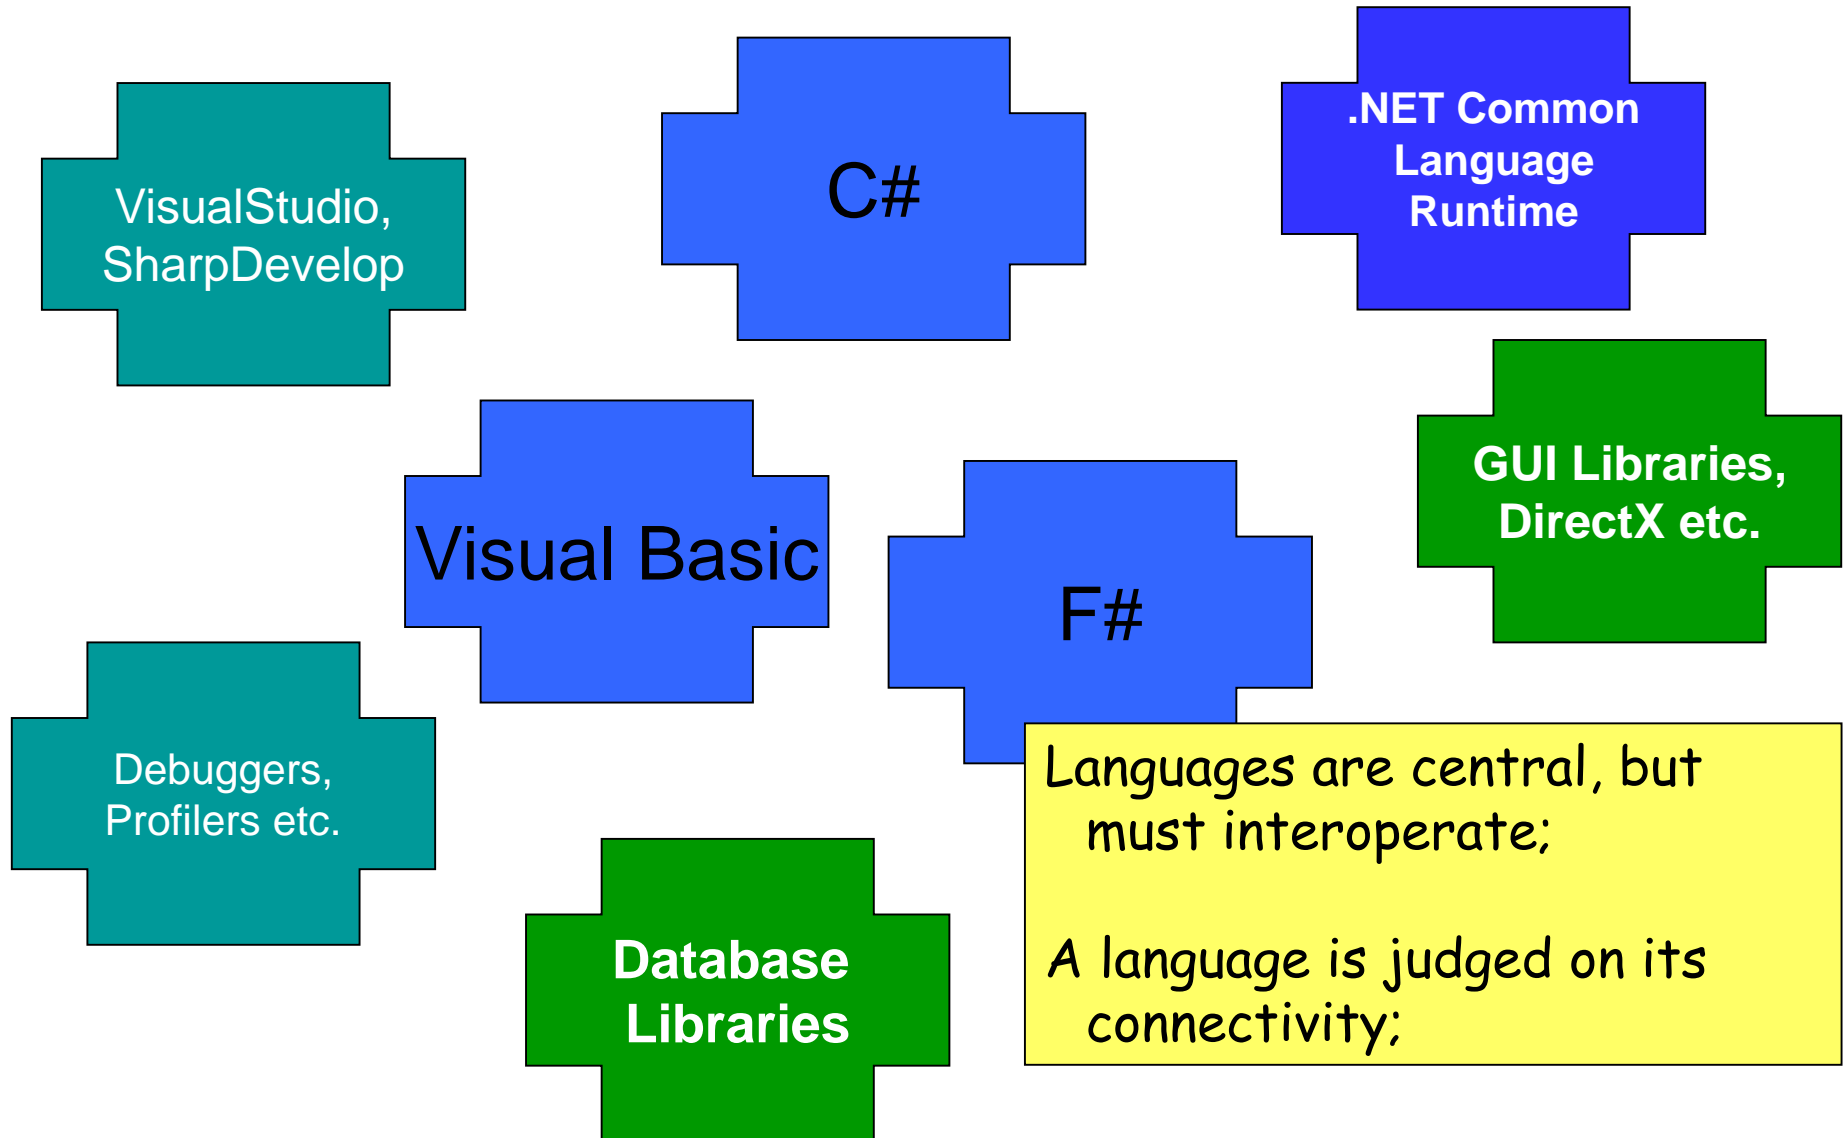 VisualStudio,
SharpDevelop
C#
.NET Common
Language
Runtime
Visual Basic
F#
GUI Libraries,
DirectX etc.
Debuggers,
Profilers etc.
Database
Libraries
Languages are central, but
must interoperate;
A language is judged on its
connectivity;